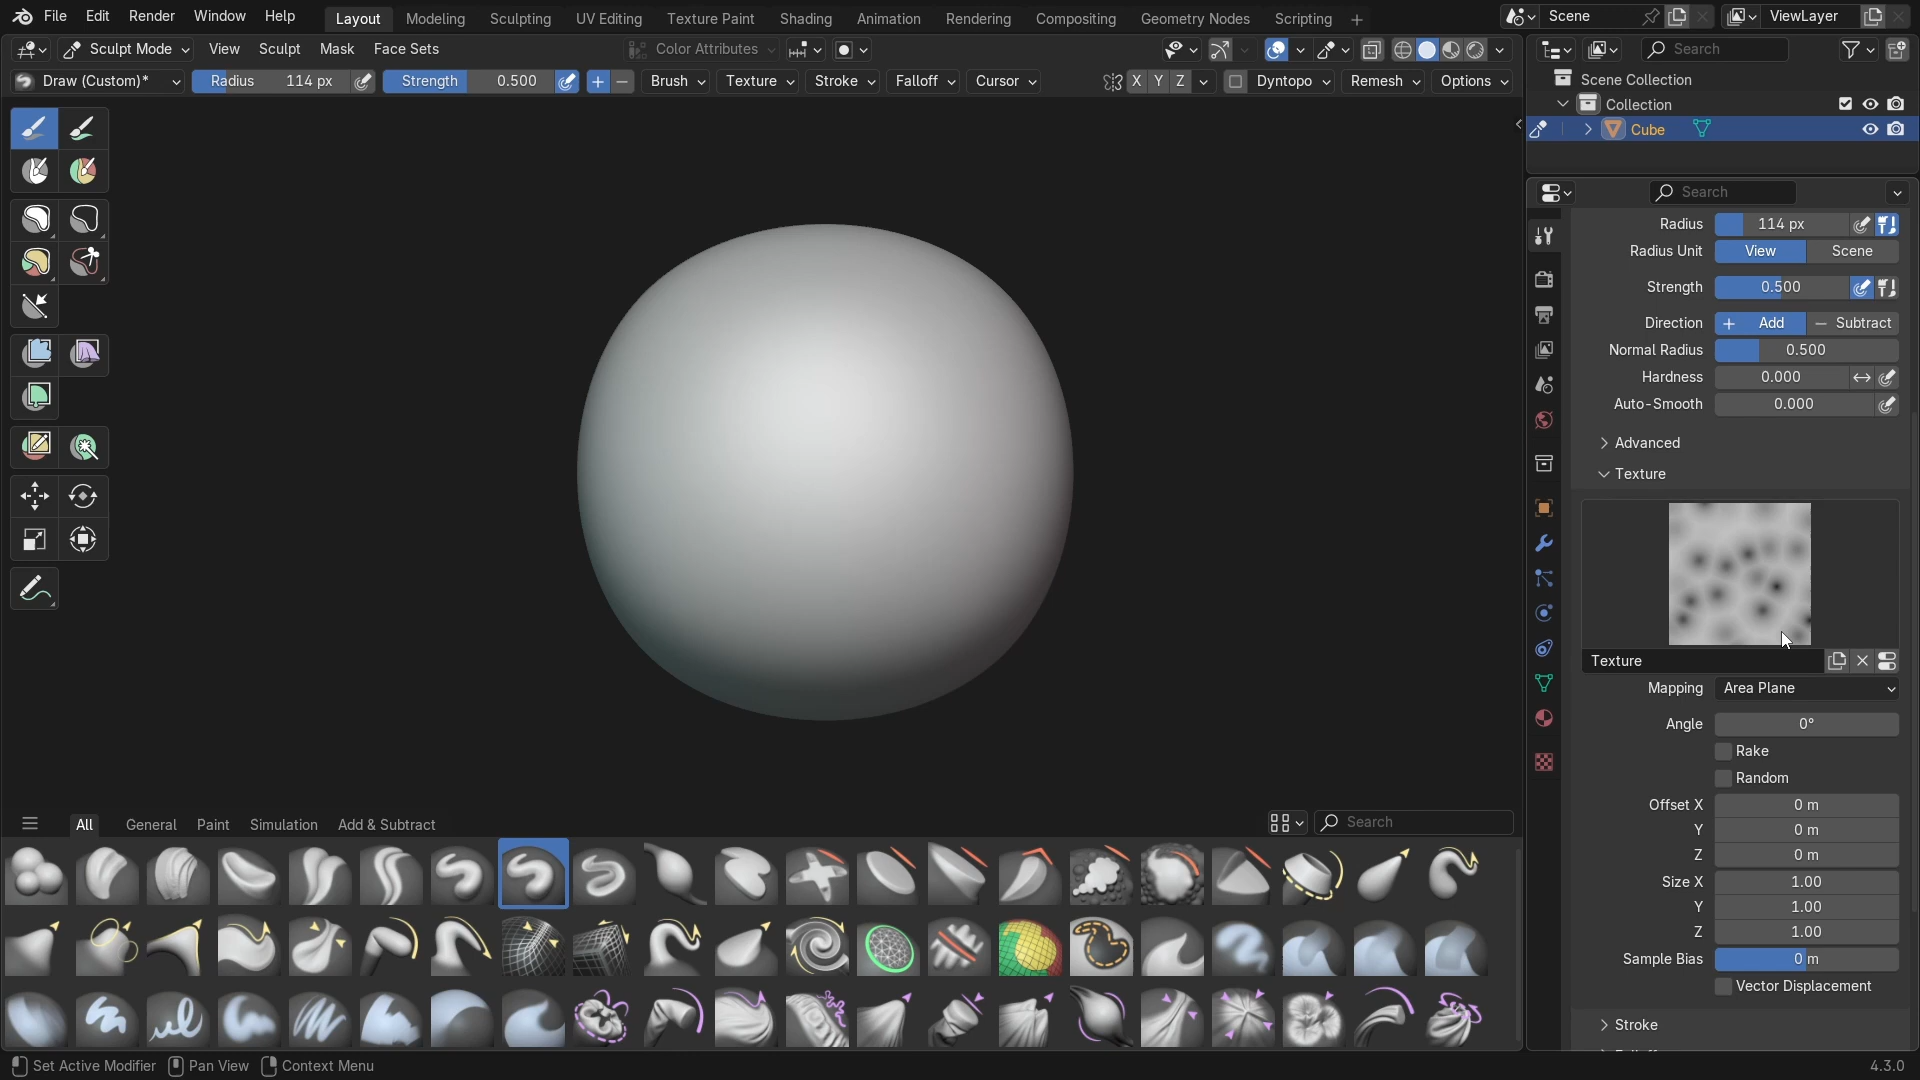 File Edit Render Window Help Layout Modeling Sculpting UV Editing Texture Paint Shading Animation Rendering Compositing Geometry Nodes Scripting + Scene ViewLayer
Sculpt Mode View Sculpt Mask Face Sets Color Attributes Search
Draw (Custom)* Radius 114 px Strength 0.500 Brush Texture Stroke Falloff Cursor X Y Z Dyntopo Remesh Options
Scene Collection
Collection
Cube
Search
Radius 114 px
Radius Unit View Scene
Strength 0.500
Direction + Add − Subtract
Normal Radius 0.500
Hardness 0.000
Auto-Smooth 0.000
Advanced
Texture
Texture
Mapping Area Plane
Angle 0°
Rake
Random
Offset X 0 m
Y 0 m
Z 0 m
Size X 1.00
Y 1.00
Z 1.00
Sample Bias 0 m
Vector Displacement
Stroke
All General Paint Simulation Add & Subtract Search
Set Active Modifier Pan View Context Menu 4.3.0